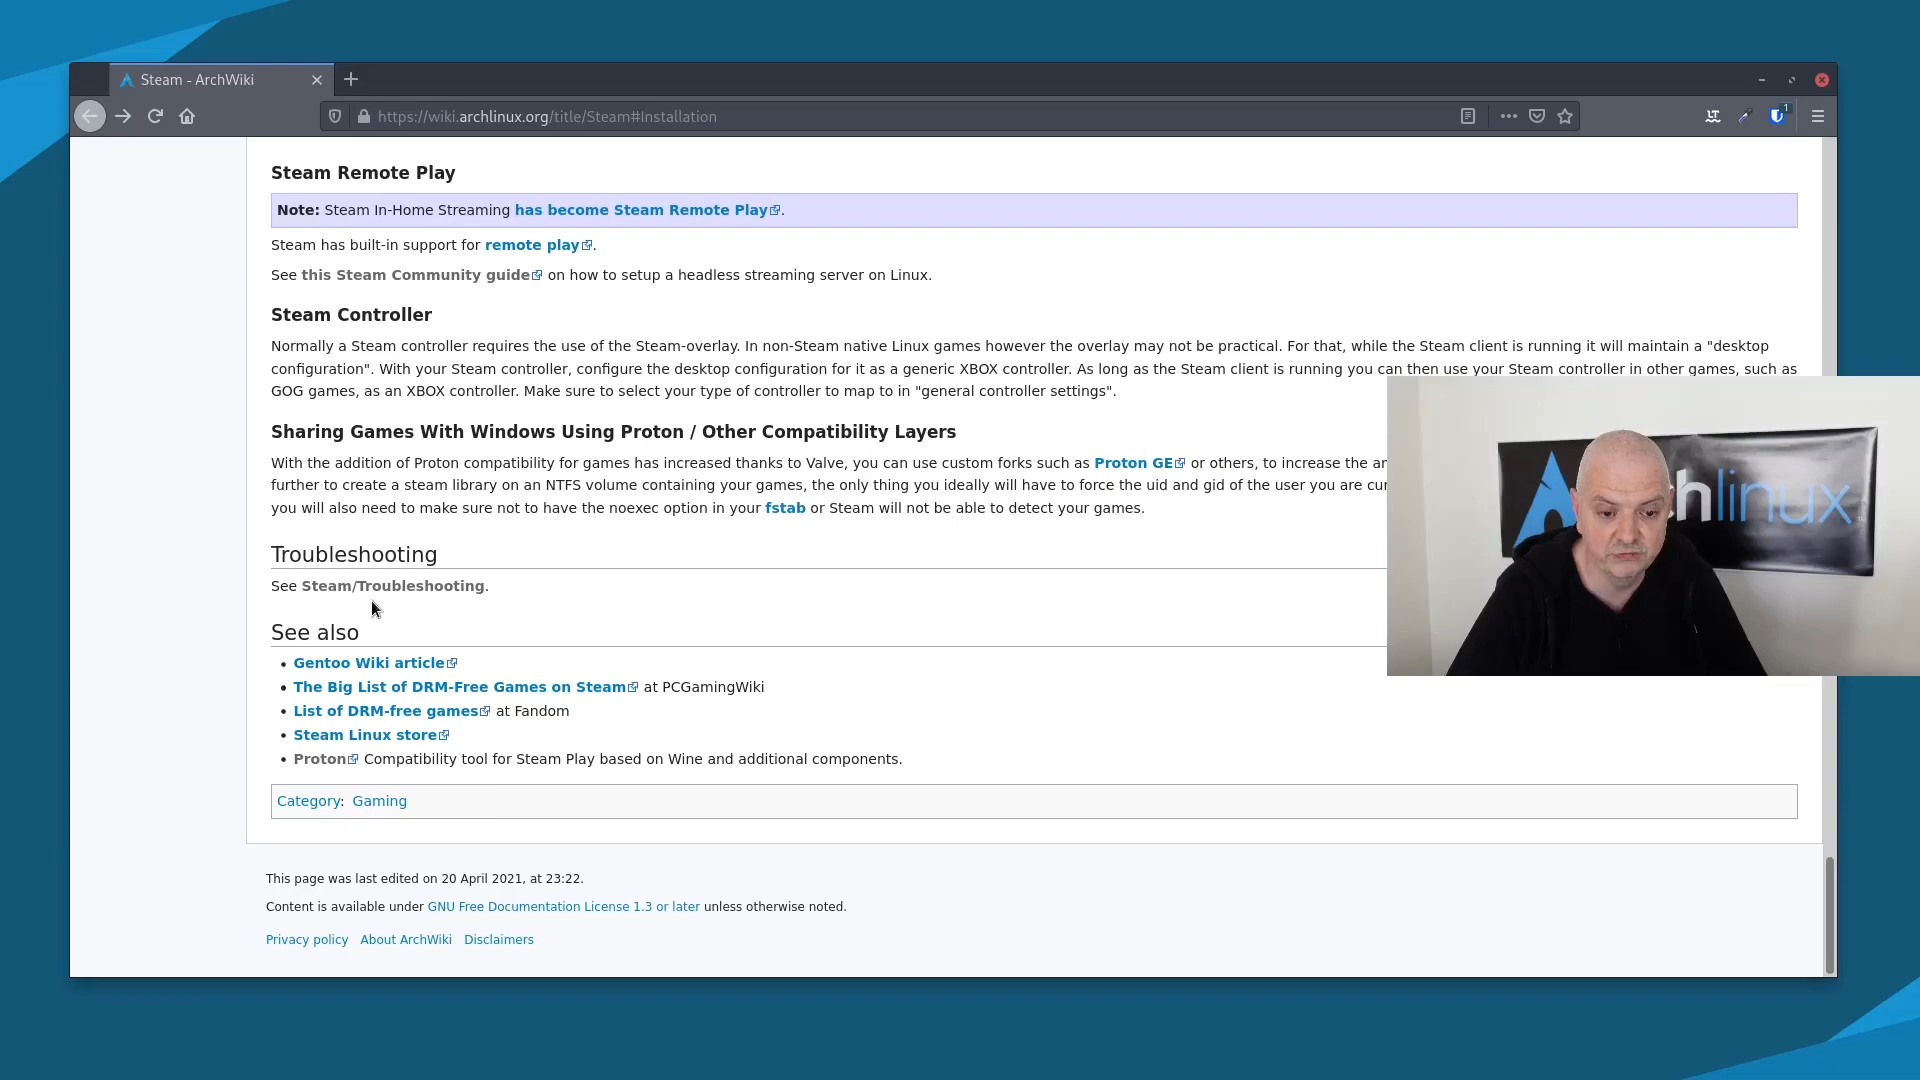 Steam - ArchWiki
https://wiki.archlinux.org/title/Steam#Installation
1
Steam Remote Play
Note: Steam In-Home Streaming has become Steam Remote Play.
Steam has built-in support for remote play.
See this Steam Community guide on how to setup a headless streaming server on Linux.
Steam Controller
Normally a Steam controller requires the use of the Steam-overlay. In non-Steam native Linux games however the overlay may not be practical. For that, while the Steam client is running it will maintain a "desktop
configuration". With your Steam controller, configure the desktop configuration for it as a generic XBOX controller. As long as the Steam client is running you can then use your Steam controller in other games, such as
GOG games, as an XBOX controller. Make sure to select your type of controller to map to in "general controller settings".
Sharing Games With Windows Using Proton / Other Compatibility Layers
With the addition of Proton compatibility for games has increased thanks to Valve, you can use custom forks such as Proton GE or others, to increase the
further to create a steam library on an NTFS volume containing your games, the only thing you ideally will have to force the uid and gid of the user you are
you will also need to make sure not to have the noexec option in your fstab or Steam will not be able to detect your games.
hlinux
Troubleshooting
See Steam/Troubleshooting.
See also
• Gentoo Wiki article
• The Big List of DRM-Free Games on Steam at PCGamingWiki
• List of DRM-free games at Fandom
• Steam Linux store
• Proton Compatibility tool for Steam Play based on Wine and additional components.
Category: Gaming
This page was last edited on 20 April 2021, at 23:22.
Content is available under GNU Free Documentation License 1.3 or later unless otherwise noted.
Privacy policy About ArchWiki Disclaimers